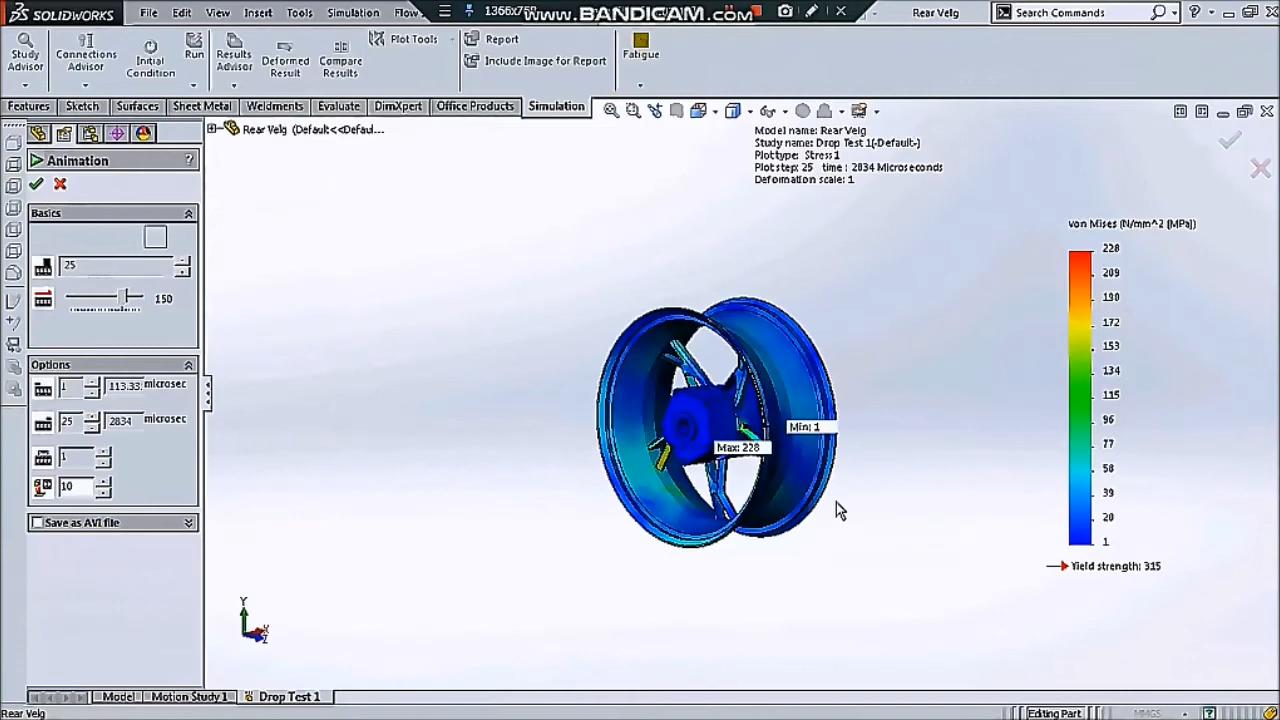 SOLIDWORKS File Edit View Insert Tools Simulation Flow 1366x768 www.BANDICAM.com Rear Velg Search Commands
Study Advisor
Connections Advisor
Initial Condition
Run
Results Advisor
Deformed Result
Compare Results
Plot Tools
Report
Include Image for Report
Fatigue
Features Sketch Surfaces Sheet Metal Weldments Evaluate DimXpert Office Products Simulation
Rear Velg (Default<<Defaul...
Animation ?
Basics
25
150
Options
1 113.33 microsec
25 2834 microsec
1
10
Save as AVI file
Model name: Rear Velg
Study name: Drop Test 1(-Default-)
Plot type: Stress1
Plot step: 25 time : 2834 Microseconds
Deformation scale: 1
von Mises (N/mm^2 (MPa))
228
209
190
172
153
134
115
96
77
58
39
20
1
Yield strength: 315
Min: 1
Max: 228
Y
X
Z
Model Motion Study 1 Drop Test 1
Rear Velg Editing Part MMGS